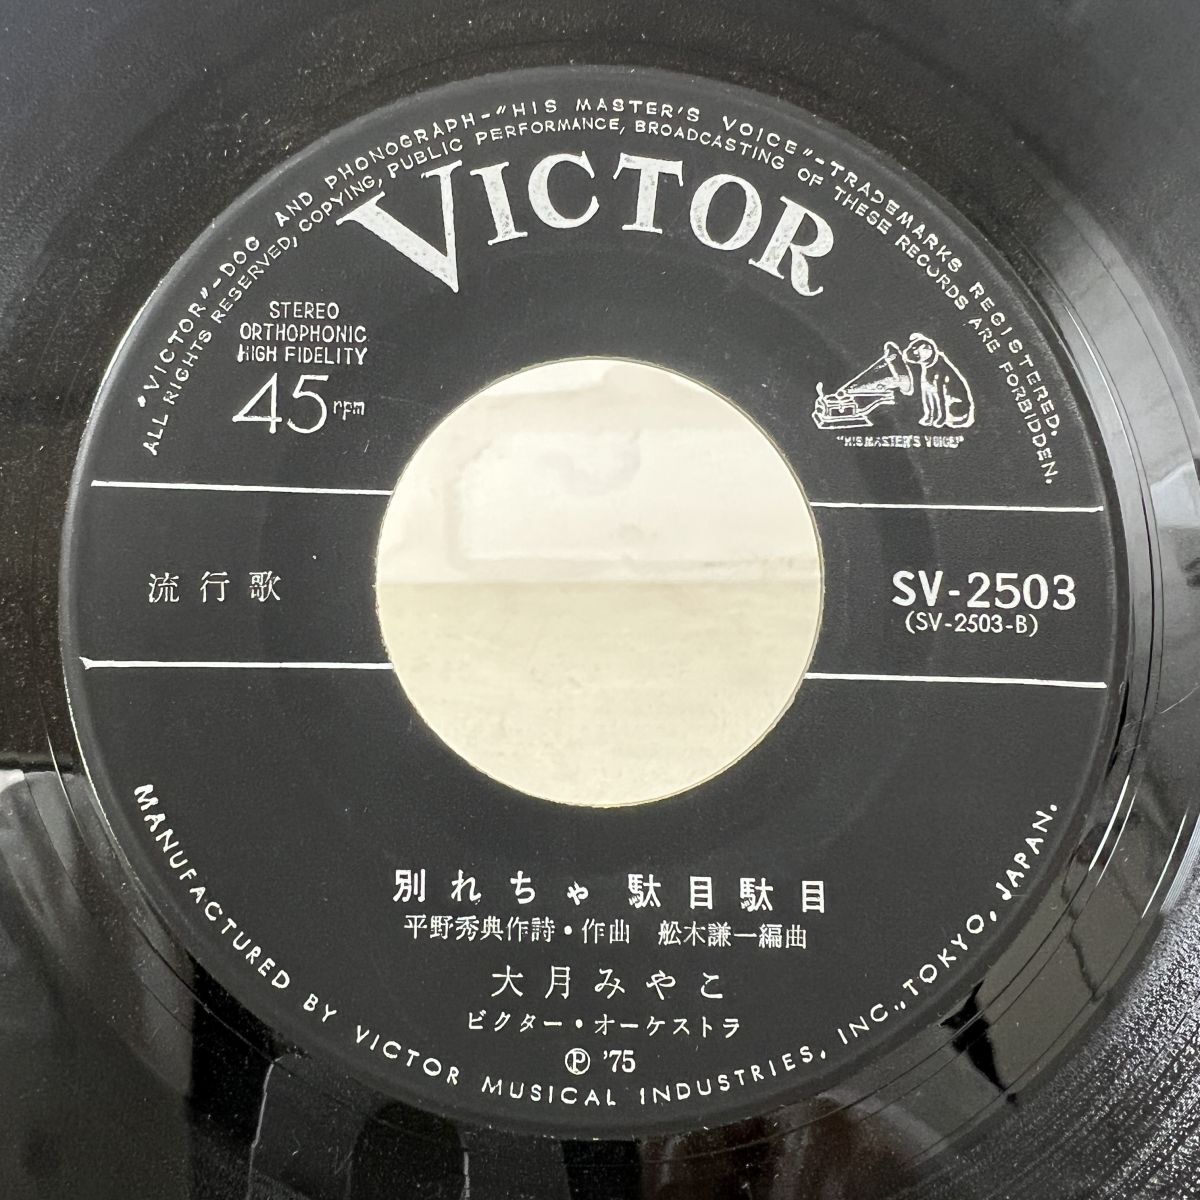 "VICTOR"-DOG AND PHONOGRAPH-"HIS MASTER'S VOICE"-TRADEMARKS REGISTERED.
ALL RIGHTS RESERVED, COPYING, PUBLIC PERFORMANCE, BROADCASTING OF THESE RECORDS ARE FORBIDDEN.
VICTOR
STEREO
ORTHOPHONIC
HIGH FIDELITY
45 rpm
"HIS MASTER'S VOICE"
流行歌
SV-2503
(SV-2503-B)
別れちゃ駄目駄目
平野秀典作詩・作曲 舩木謙一編曲
大月みやこ
ビクター・オーケストラ
Ⓟ '75
MANUFACTURED BY VICTOR MUSICAL INDUSTRIES, INC., TOKYO, JAPAN.